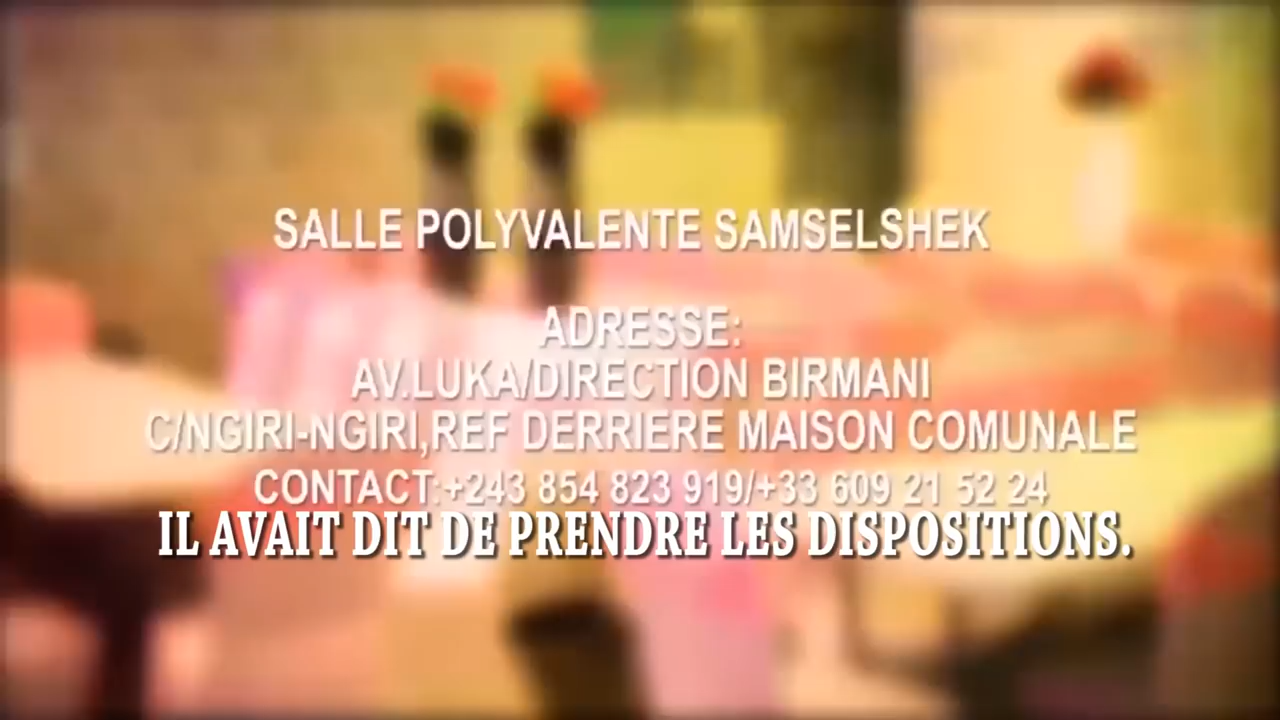 SALLE POLYVALENTE SAMSELSHEK
ADRESSE:
AV.LUKA/DIRECTION BIRMANI
C/NGIRI-NGIRI,REF DERRIERE MAISON COMUNALE
CONTACT:+243 854 823 919/+33 609 21 52 24
IL AVAIT DIT DE PRENDRE LES DISPOSITIONS.